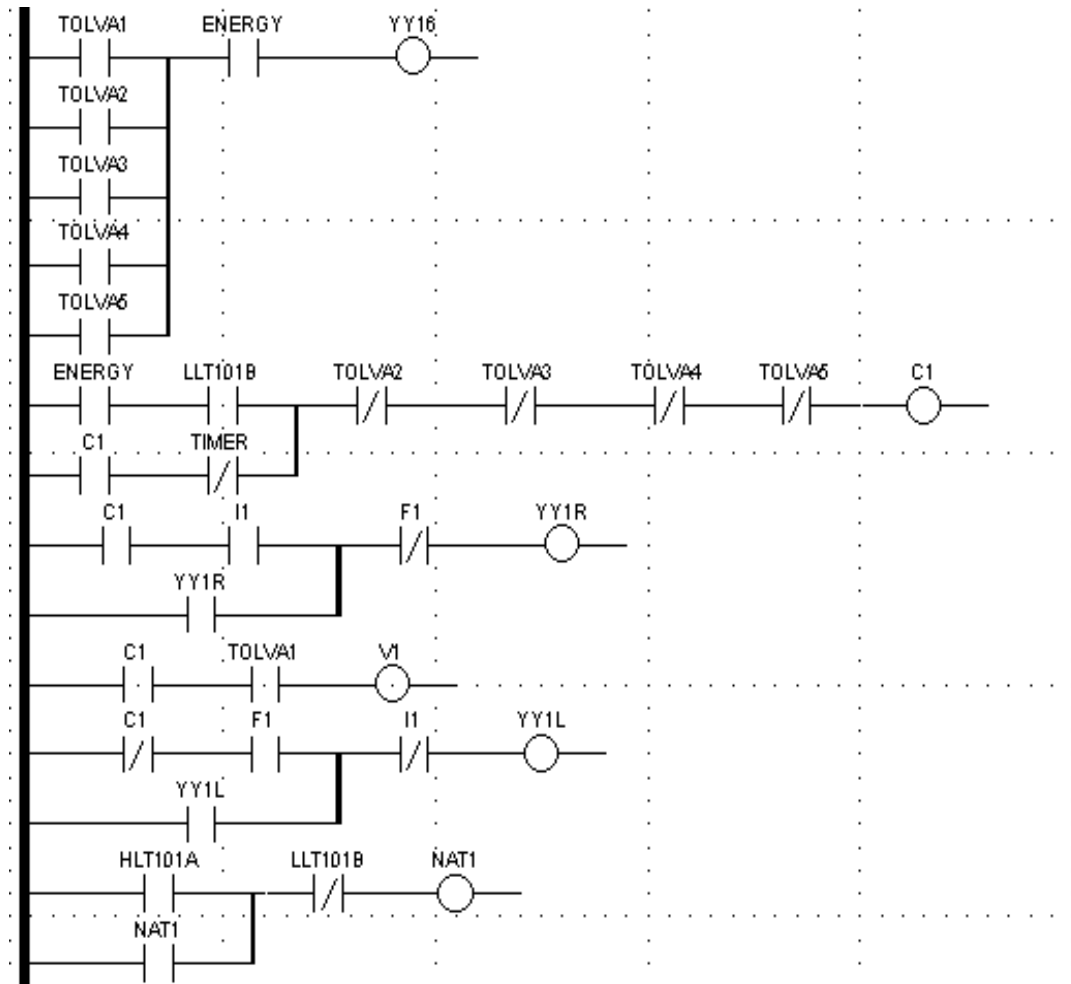 TOLVA1 ENERGY YY16
TOLVA2
TOLVA3
TOLVA4
TOLVA5
ENERGY LLT101B TOLVA2 TOLVA3 TOLVA4 TOLVA5 C1
C1 TIMER
C1 I1 F1 YY1R
YY1R
C1 TOLVA1 V1
C1 F1 I1 YY1L
YY1L
HLT101A LLT101B NAT1
NAT1